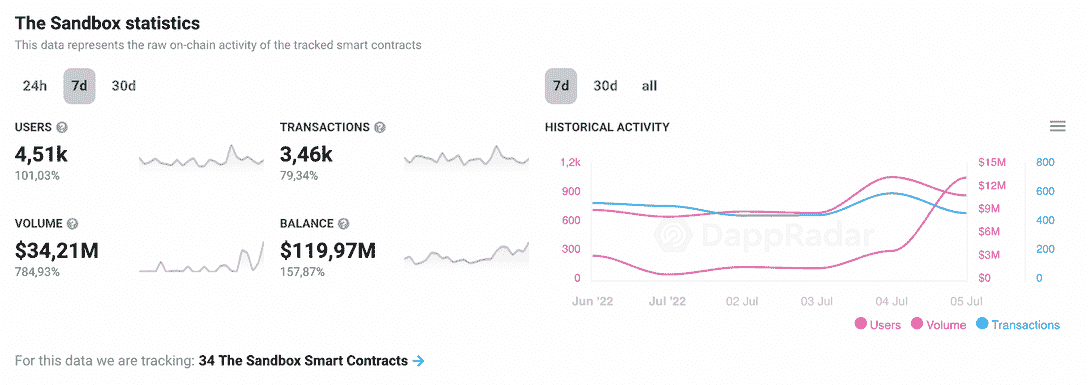 The Sandbox statistics
This data represents the raw on-chain activity of the tracked smart contracts
24h 7d 30d
7d 30d all
USERS ?
4,51k
101,03%
TRANSACTIONS ?
3,46k
79,34%
VOLUME ?
$34,21M
784,93%
BALANCE ?
$119,97M
157,87%
HISTORICAL ACTIVITY
1,2k
900
600
300
0
$15M
$12M
$9M
$6M
$3M
$0
800
600
400
200
0
DappRadar
Jun '22 Jul '22 02 Jul 03 Jul 04 Jul 05 Jul
Users Volume Transactions
For this data we are tracking: 34 The Sandbox Smart Contracts →